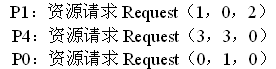 P1：资源请求 Request（1，0，2）
P4：资源请求 Request（3，3，0）
P0：资源请求 Request（0，1，0）